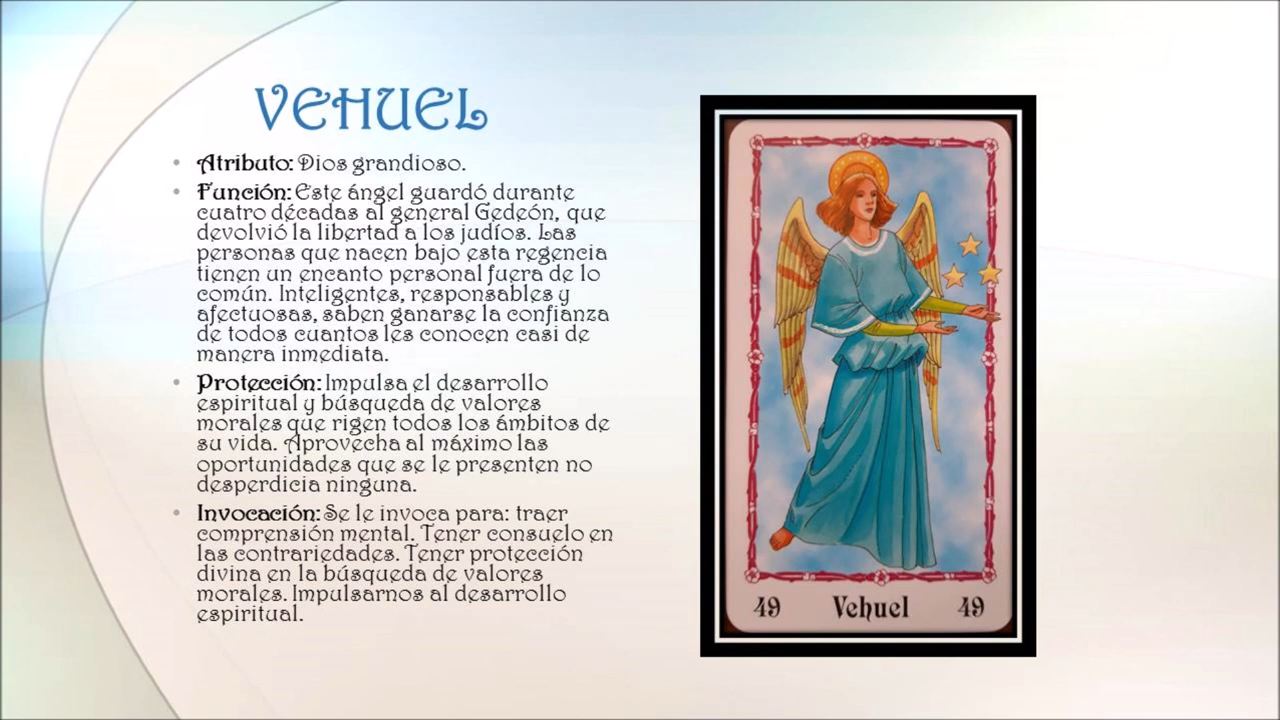 VEHUEL
• Atributo: Dios grandioso.
• Función: Este ángel guardó durante
cuatro décadas al general Gedeón, que
devolvió la libertad a los judíos. Las
personas que nacen bajo esta regencia
tienen un encanto personal fuera de lo
común. Inteligentes, responsables y
afectuosas, saben ganarse la confianza
de todos cuantos les conocen casi de
manera inmediata.
• Protección: Impulsa el desarrollo
espiritual y búsqueda de valores
morales que rigen todos los ámbitos de
su vida. Aprovecha al máximo las
oportunidades que se le presenten no
desperdicia ninguna.
• Invocación: Se le invoca para: traer
comprensión mental. Tener consuelo en
las contrariedades. Tener protección
divina en la búsqueda de valores
morales. Impulsarnos al desarrollo
espiritual.
49 Vehuel 49